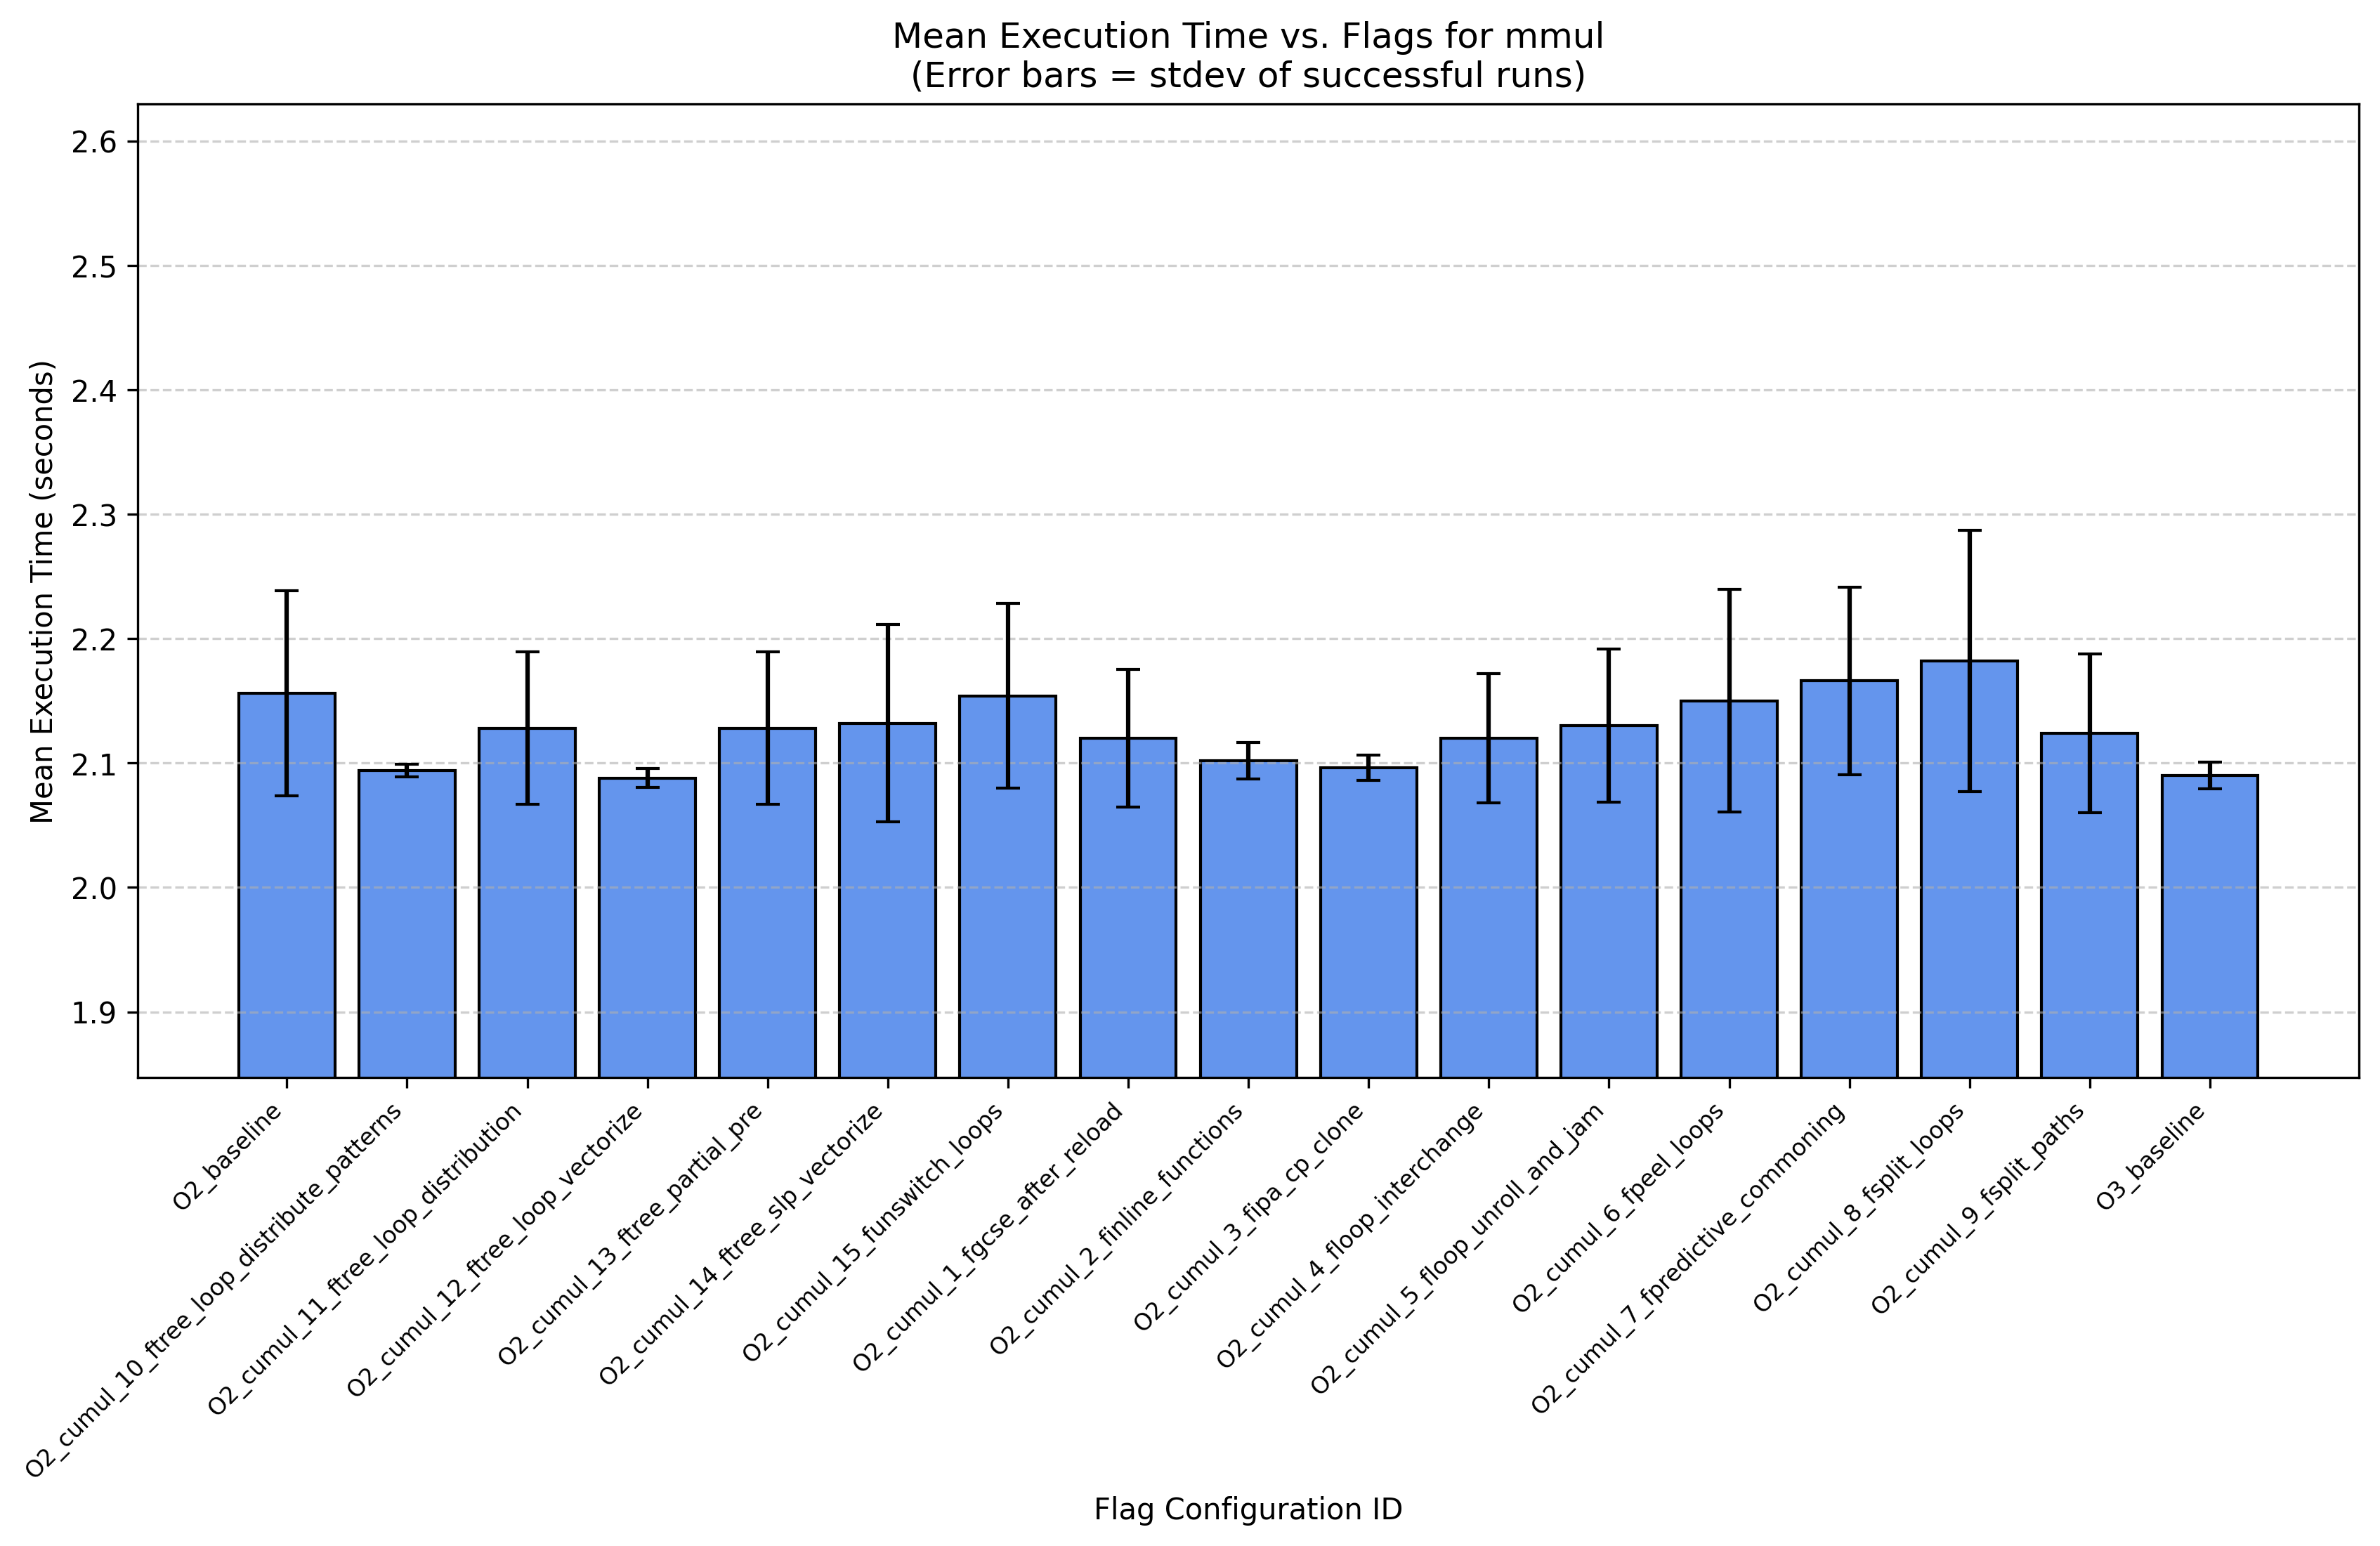 Mean Execution Time vs. Flags for mmul
(Error bars = stdev of successful runs)
Mean Execution Time (seconds)
2.6
2.5
2.4
2.3
2.2
2.1
2.0
1.9
O2_baseline
O2_cumul_10_ftree_loop_distribute_patterns
O2_cumul_11_ftree_loop_distribution
O2_cumul_12_ftree_loop_vectorize
O2_cumul_13_ftree_partial_pre
O2_cumul_14_ftree_slp_vectorize
O2_cumul_15_funswitch_loops
O2_cumul_1_fgcse_after_reload
O2_cumul_2_finline_functions
O2_cumul_3_fipa_cp_clone
O2_cumul_4_floop_interchange
O2_cumul_5_floop_unroll_and_jam
O2_cumul_6_fpeel_loops
O2_cumul_7_fpredictive_commoning
O2_cumul_8_fsplit_loops
O2_cumul_9_fsplit_paths
O3_baseline
Flag Configuration ID